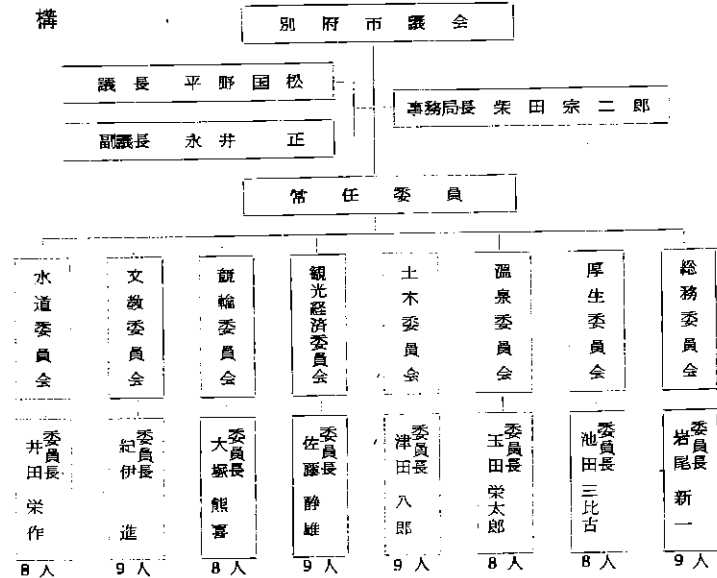 構
別府市議会
議長 平野国松
事務局長 柴田宗二郎
副議長 永井 正
常任委員
総務委員会
厚生委員会
温泉委員会
土木委員会
観光経済委員会
競輪委員会
文教委員会
水道委員会
委員長 岩尾新一
委員長 池田三比古
委員長 玉田栄太郎
委員長 津田八郎
委員長 佐藤静雄
委員長 大塚熊喜
委員長 紀伊 進
委員長 井田栄作
8人 9人 8人 9人 9人 8人 8人 9人